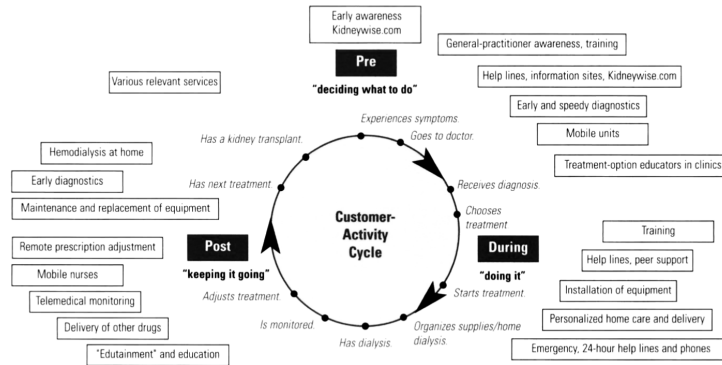 Early awareness
Kidneywise.com
Pre
"deciding what to do"
General-practitioner awareness, training
Help lines, information sites, Kidneywise.com
Early and speedy diagnostics
Mobile units
Treatment-option educators in clinics
Various relevant services
Hemodialysis at home
Early diagnostics
Maintenance and replacement of equipment
Experiences symptoms.
Goes to doctor.
Receives diagnosis.
Chooses
treatment
Has a kidney transplant.
Has next treatment.
Customer-
Activity
Cycle
Post
"keeping it going"
During
"doing it"
Remote prescription adjustment
Mobile nurses
Telemedical monitoring
Delivery of other drugs
"Edutainment" and education
Adjusts treatment.
Is monitored.
Has dialysis.
Organizes supplies/home
dialysis.
Starts treatment.
Training
Help lines, peer support
Installation of equipment
Personalized home care and delivery
Emergency, 24-hour help lines and phones